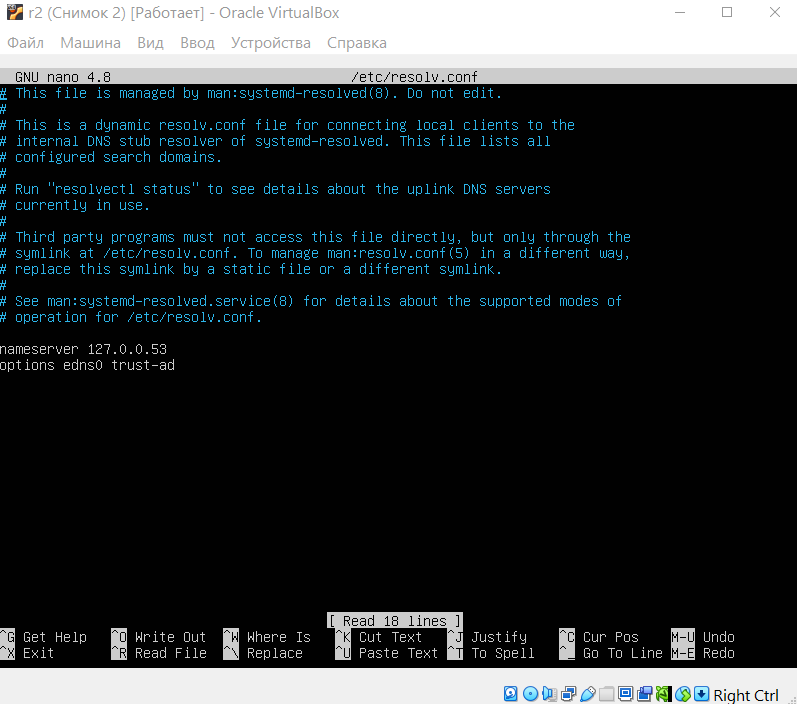 r2 (Снимок 2) [Работает] - Oracle VirtualBox
Файл Машина Вид Ввод Устройства Справка
GNU nano 4.8 /etc/resolv.conf
# This file is managed by man:systemd-resolved(8). Do not edit.
#
# This is a dynamic resolv.conf file for connecting local clients to the
# internal DNS stub resolver of systemd-resolved. This file lists all
# configured search domains.
#
# Run "resolvectl status" to see details about the uplink DNS servers
# currently in use.
#
# Third party programs must not access this file directly, but only through the
# symlink at /etc/resolv.conf. To manage man:resolv.conf(5) in a different way,
# replace this symlink by a static file or a different symlink.
#
# See man:systemd-resolved.service(8) for details about the supported modes of
# operation for /etc/resolv.conf.
nameserver 127.0.0.53
options edns0 trust-ad
[ Read 18 lines ]
^G Get Help ^O Write Out ^W Where Is ^K Cut Text ^J Justify ^C Cur Pos M-U Undo
^X Exit ^R Read File ^\ Replace ^U Paste Text ^T To Spell ^_ Go To Line M-E Redo
Right Ctrl